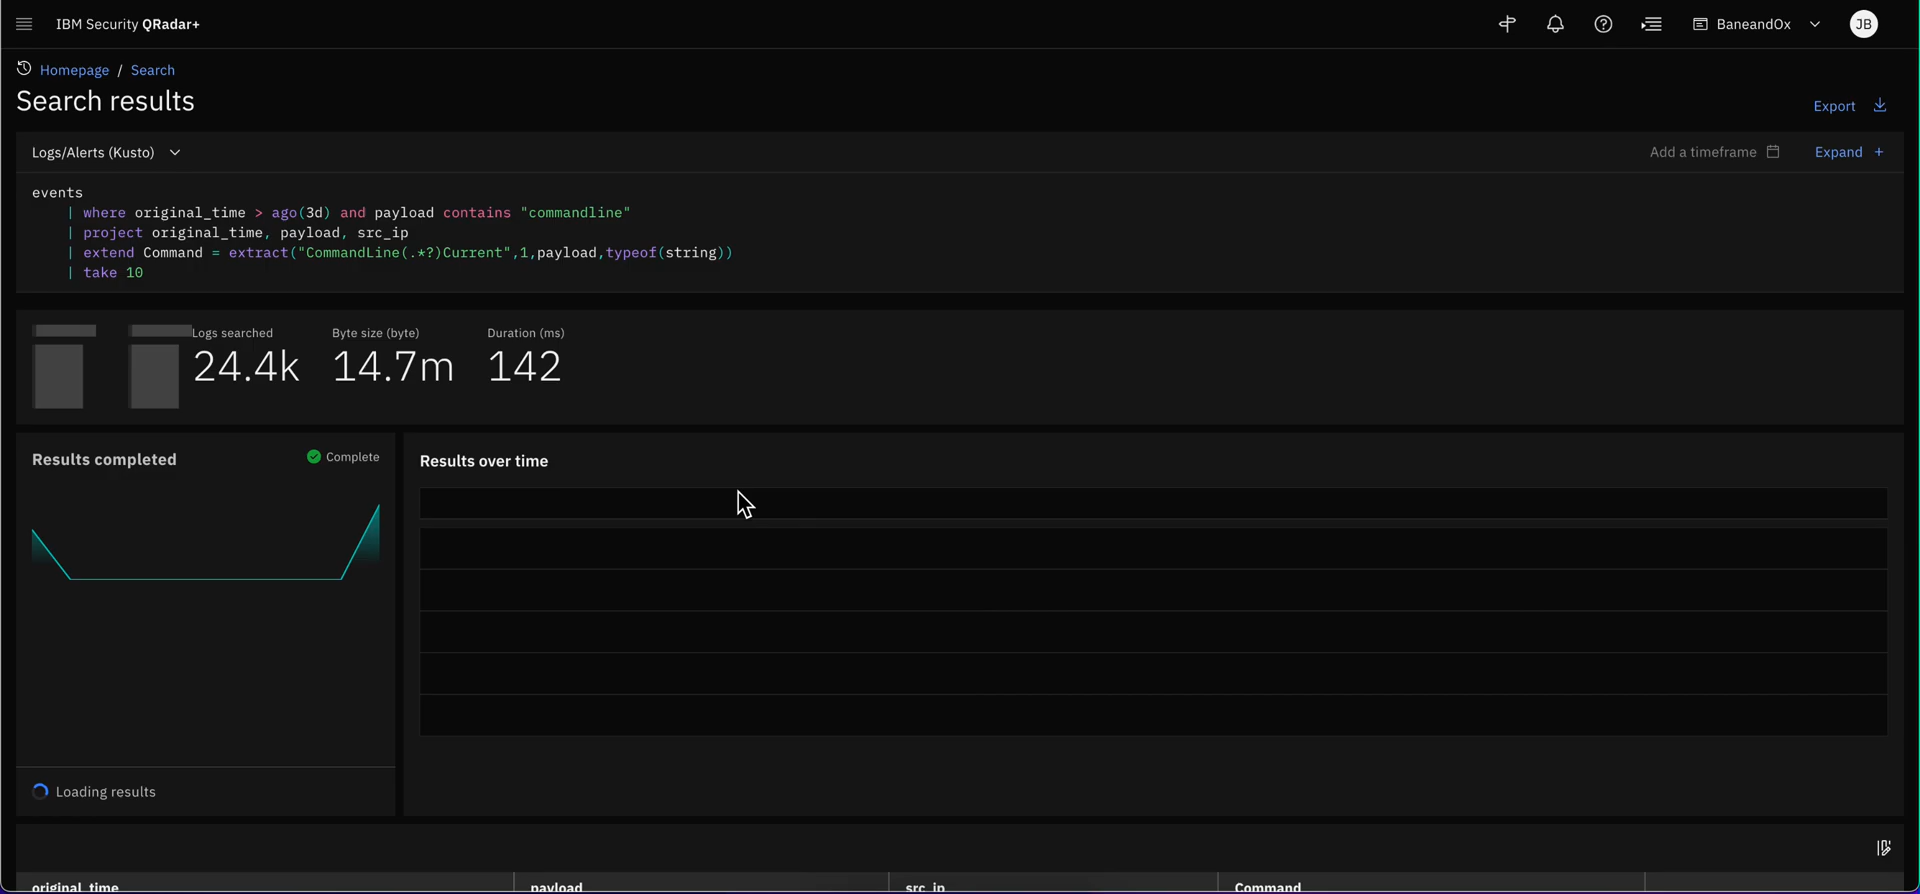 IBM Security QRadar+
BaneandOx
JB
Homepage / Search
Search results
Export
Logs/Alerts (Kusto)
Add a timeframe
Expand +
events
| where original_time > ago(3d) and payload contains "commandline"
| project original_time, payload, src_ip
| extend Command = extract("CommandLine(.*?)Current",1,payload,typeof(string))
| take 10
Logs searched
24.4k
Byte size (byte)
14.7m
Duration (ms)
142
Results completed
Complete
Results over time
Loading results
original_time payload src_ip Command